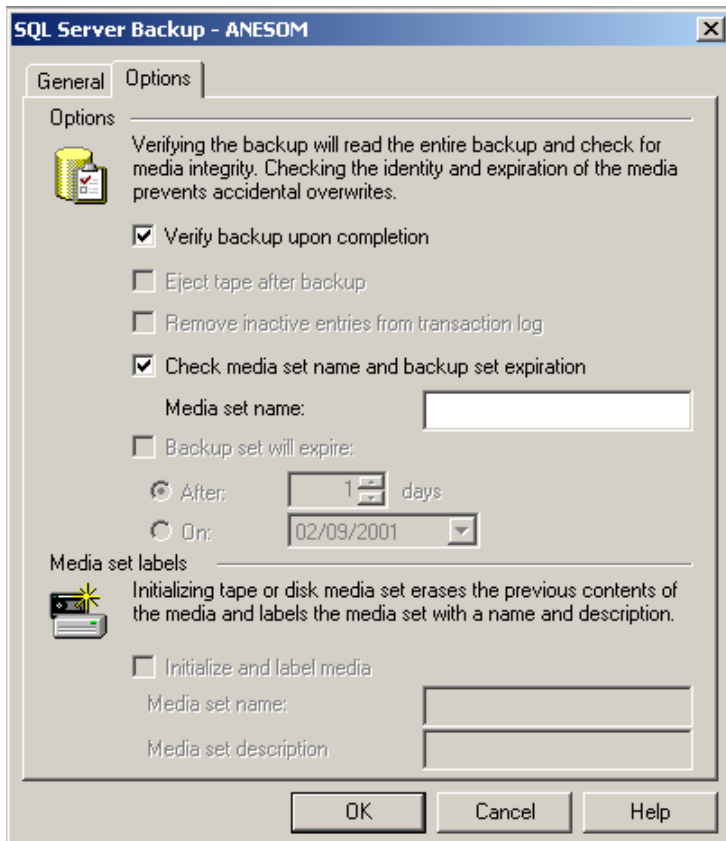 SQL Server Backup - ANESOM
General
Options
Options
Verifying the backup will read the entire backup and check for
media integrity. Checking the identity and expiration of the media
prevents accidental overwrites.
Verify backup upon completion
Eject tape after backup
Remove inactive entries from transaction log
Check media set name and backup set expiration
Media set name:
Backup set will expire:
After: 1 days
On: 02/09/2001
Media set labels
Initializing tape or disk media set erases the previous contents of
the media and labels the media set with a name and description.
Initialize and label media
Media set name:
Media set description
OK Cancel Help